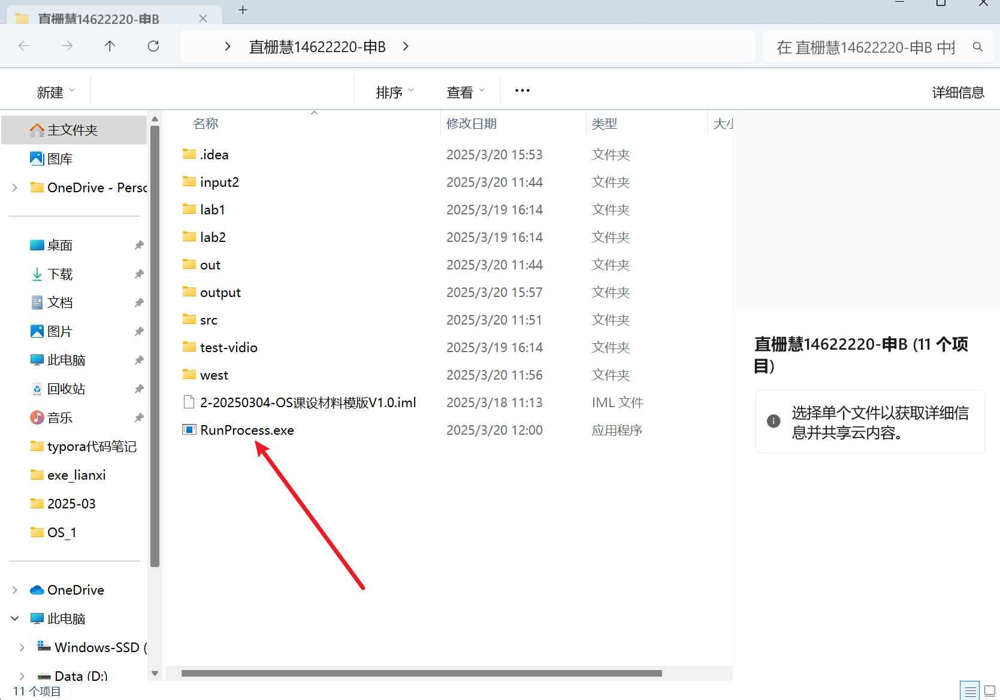 直栅慧14622220-申B
直栅慧14622220-申B
在 直栅慧14622220-申B 中
新建
排序
查看
详细信息
主文件夹
图库
OneDrive - Persc
桌面
下载
文档
图片
此电脑
回收站
音乐
typora代码笔记
exe_lianxi
2025-03
OS_1
OneDrive
此电脑
Windows-SSD (
Data (D:)
名称 修改日期 类型 大小
.idea 2025/3/20 15:53 文件夹
input2 2025/3/20 11:44 文件夹
lab1 2025/3/19 16:14 文件夹
lab2 2025/3/19 16:14 文件夹
out 2025/3/20 11:44 文件夹
output 2025/3/20 15:57 文件夹
src 2025/3/20 11:51 文件夹
test-vidio 2025/3/19 16:14 文件夹
west 2025/3/20 11:56 文件夹
2-20250304-OS课设材料模版V1.0.iml 2025/3/18 11:13 IML 文件
RunProcess.exe 2025/3/20 12:00 应用程序
直栅慧14622220-申B (11 个项
目)
选择单个文件以获取详细信
息并共享云内容。
11 个项目